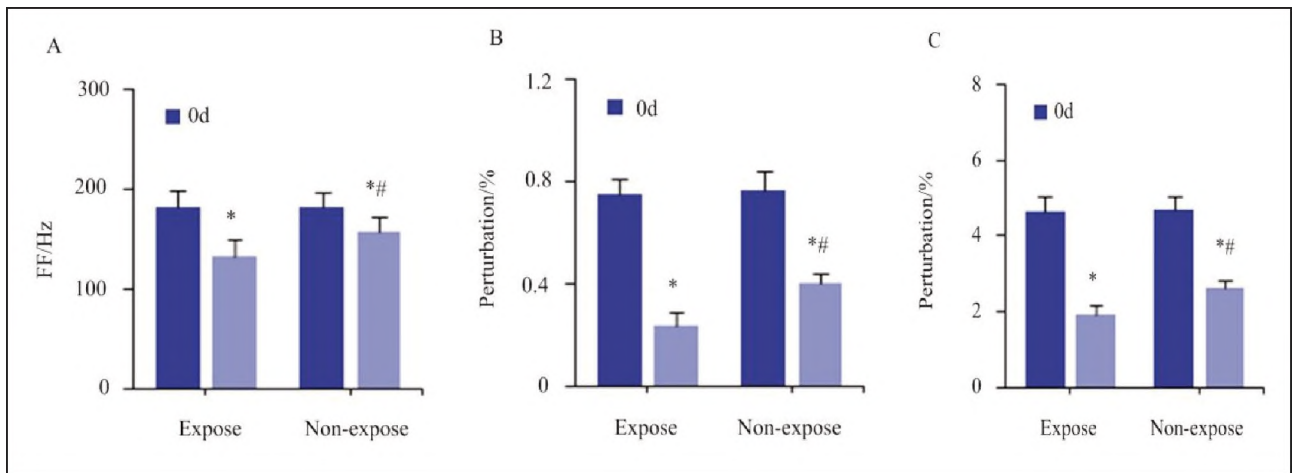 A
300
200
100
0
FF/Hz
0d
*
*#
Expose
Non-expose
B
1.2
0.8
0.4
0
Perturbation/%
0d
*
*#
Expose
Non-expose
C
8
6
4
2
0
Perturbation/%
0d
*
*#
Expose
Non-expose